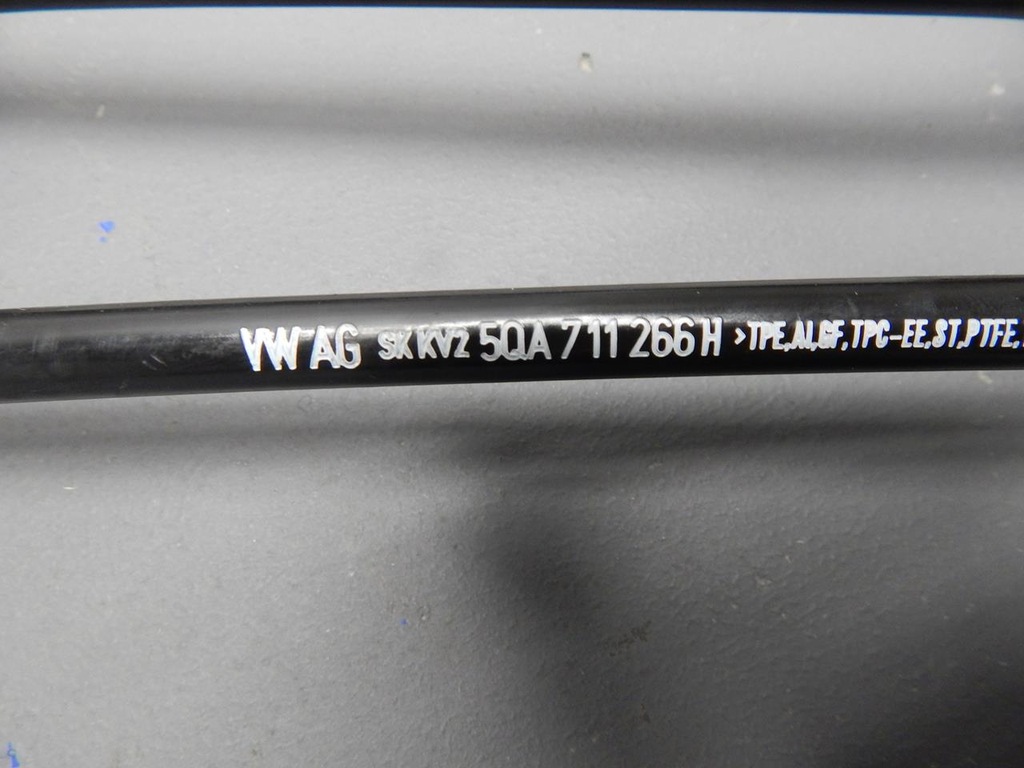 VW AG SK KV2 5QA 711 266 H >TPE,Al,GF,TPC-EE,ST,PTFE,